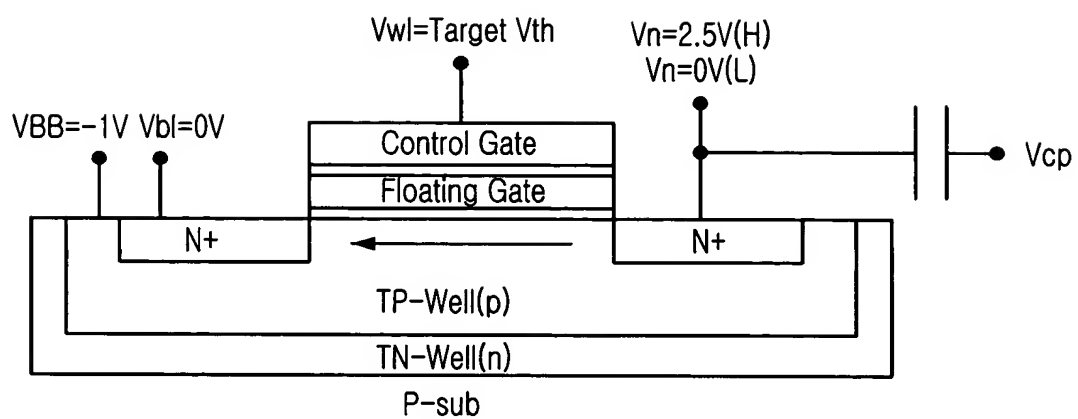 Vwl=Target Vth
Vn=2.5V(H)
Vn=0V(L)
VBB=-1V Vbl=0V
Control Gate
Floating Gate
Vcp
N+
N+
TP-Well(p)
TN-Well(n)
P-sub